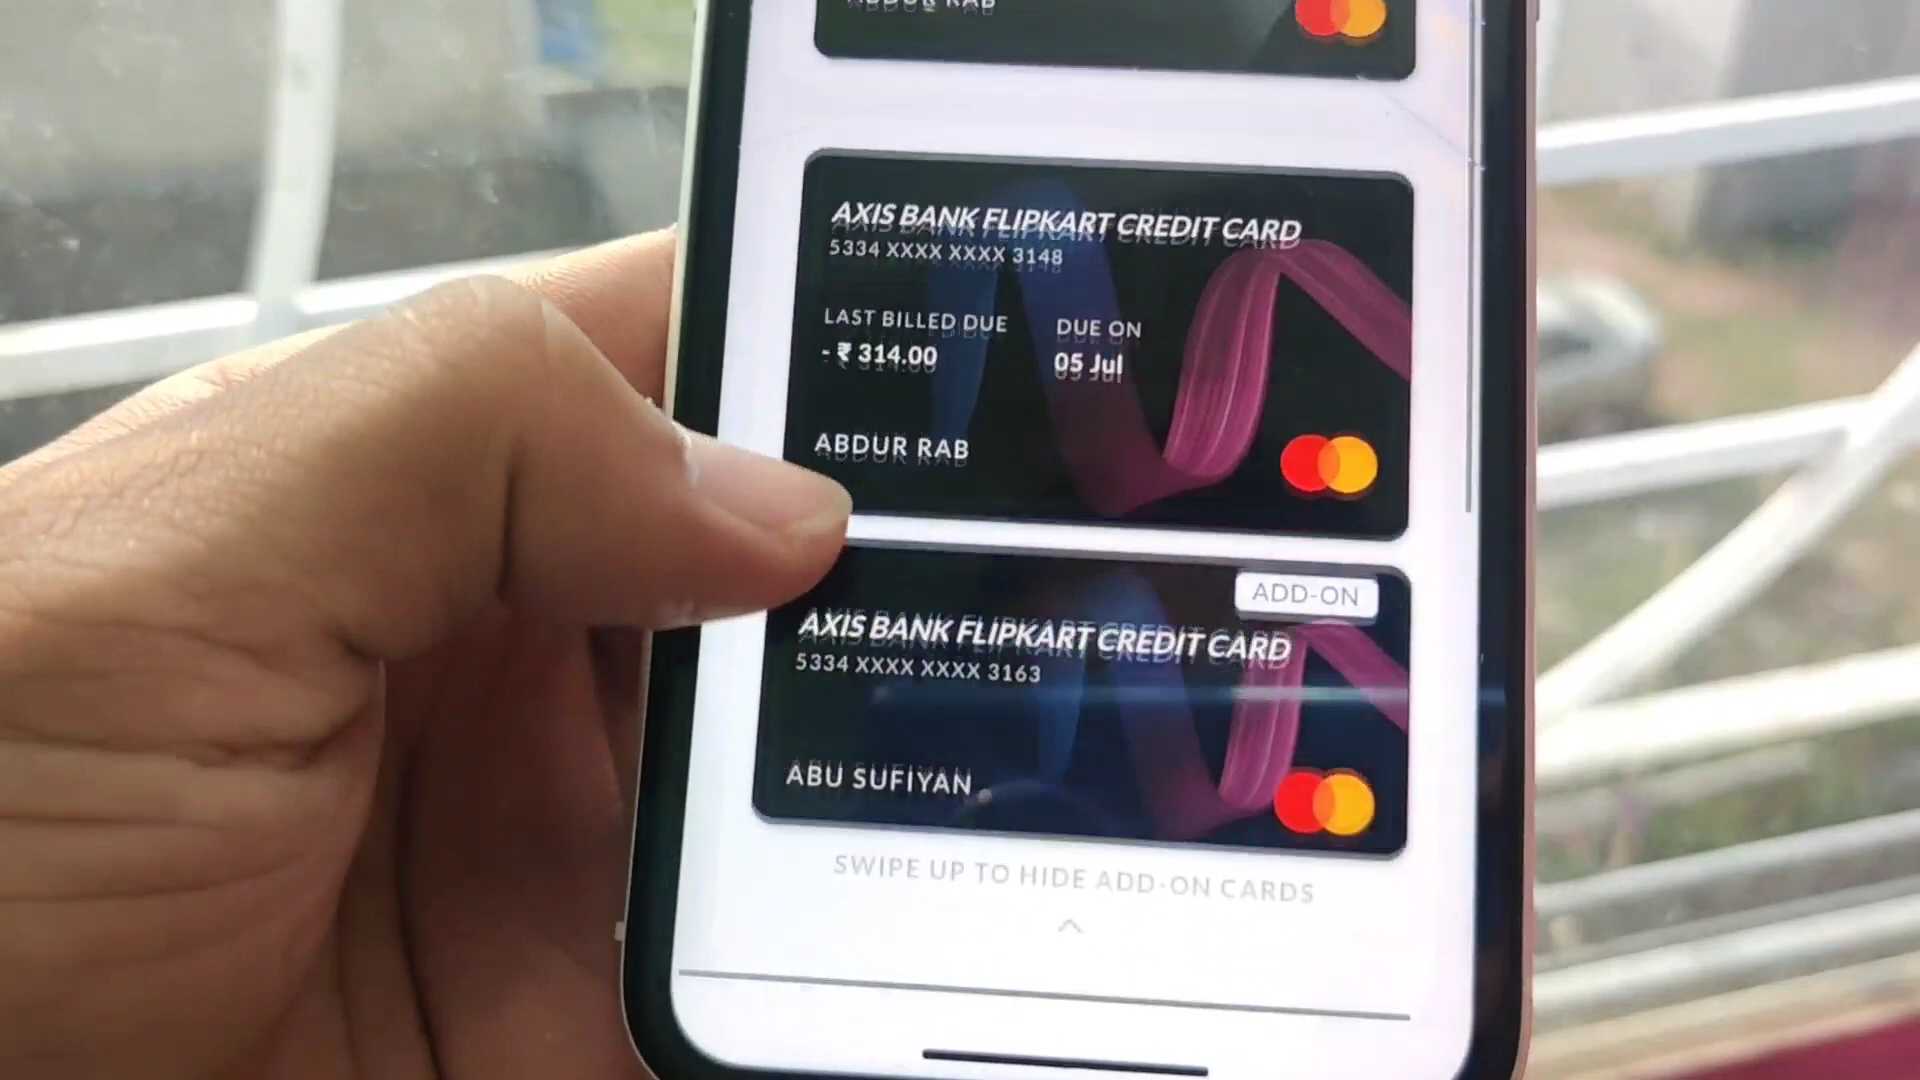 ABDUR RAB
AXIS BANK FLIPKART CREDIT CARD
5334 XXXX XXXX 3148
LAST BILLED DUE
DUE ON
- ₹ 314.00
05 Jul
ABDUR RAB
ADD-ON
AXIS BANK FLIPKART CREDIT CARD
5334 XXXX XXXX 3163
ABU SUFIYAN
SWIPE UP TO HIDE ADD-ON CARDS